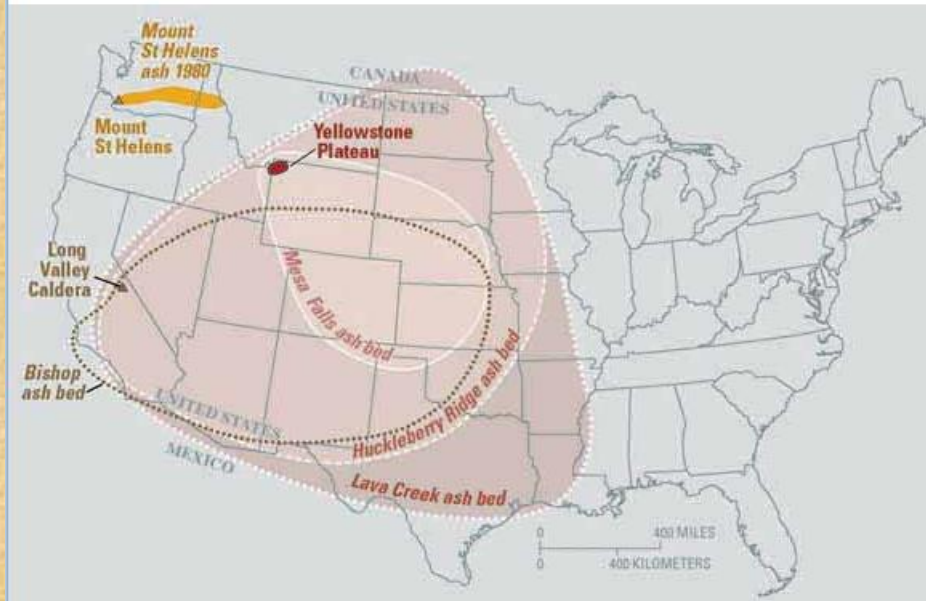 Mount
St Helens
ash 1980
Mount
St Helens
CANADA
UNITED STATES
Yellowstone
Plateau
Long
Valley
Caldera
Mesa Falls ash bed
Bishop
ash bed
UNITED STATES
MEXICO
Huckleberry Ridge ash bed
Lava Creek ash bed
0 400 MILES
0 400 KILOMETERS